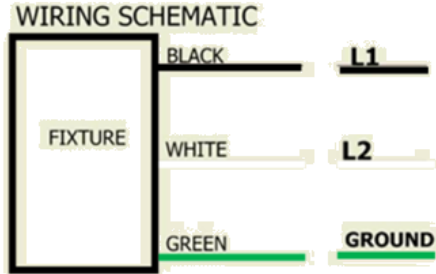 WIRING SCHEMATIC
BLACK L1
FIXTURE
WHITE L2
GREEN GROUND